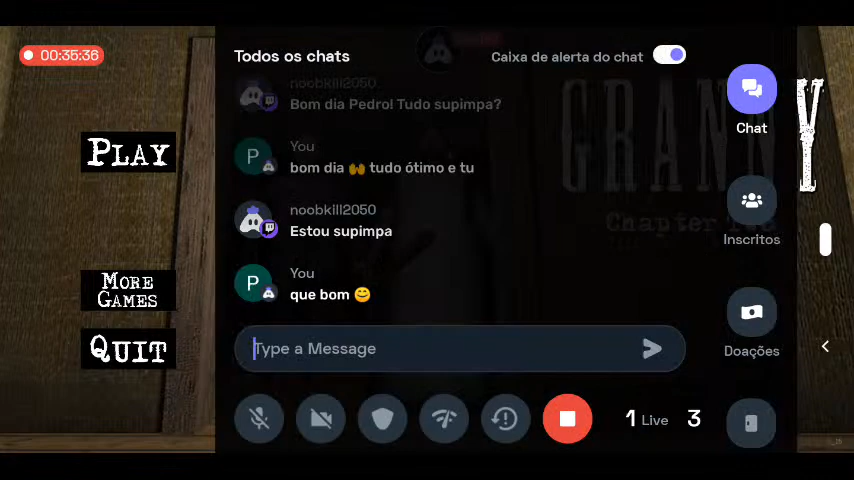 00:35:36
Todos os chats
Caixa de alerta do chat
noobkill2050
Bom dia Pedro! Tudo supimpa?
You
bom dia 🙌 tudo ótimo e tu
noobkill2050
Estou supimpa
You
que bom 😊
Type a Message
1 Live 3
Chat
Inscritos
Doações
PLAY
MORE
GAMES
QUIT
GRANNY
P
P